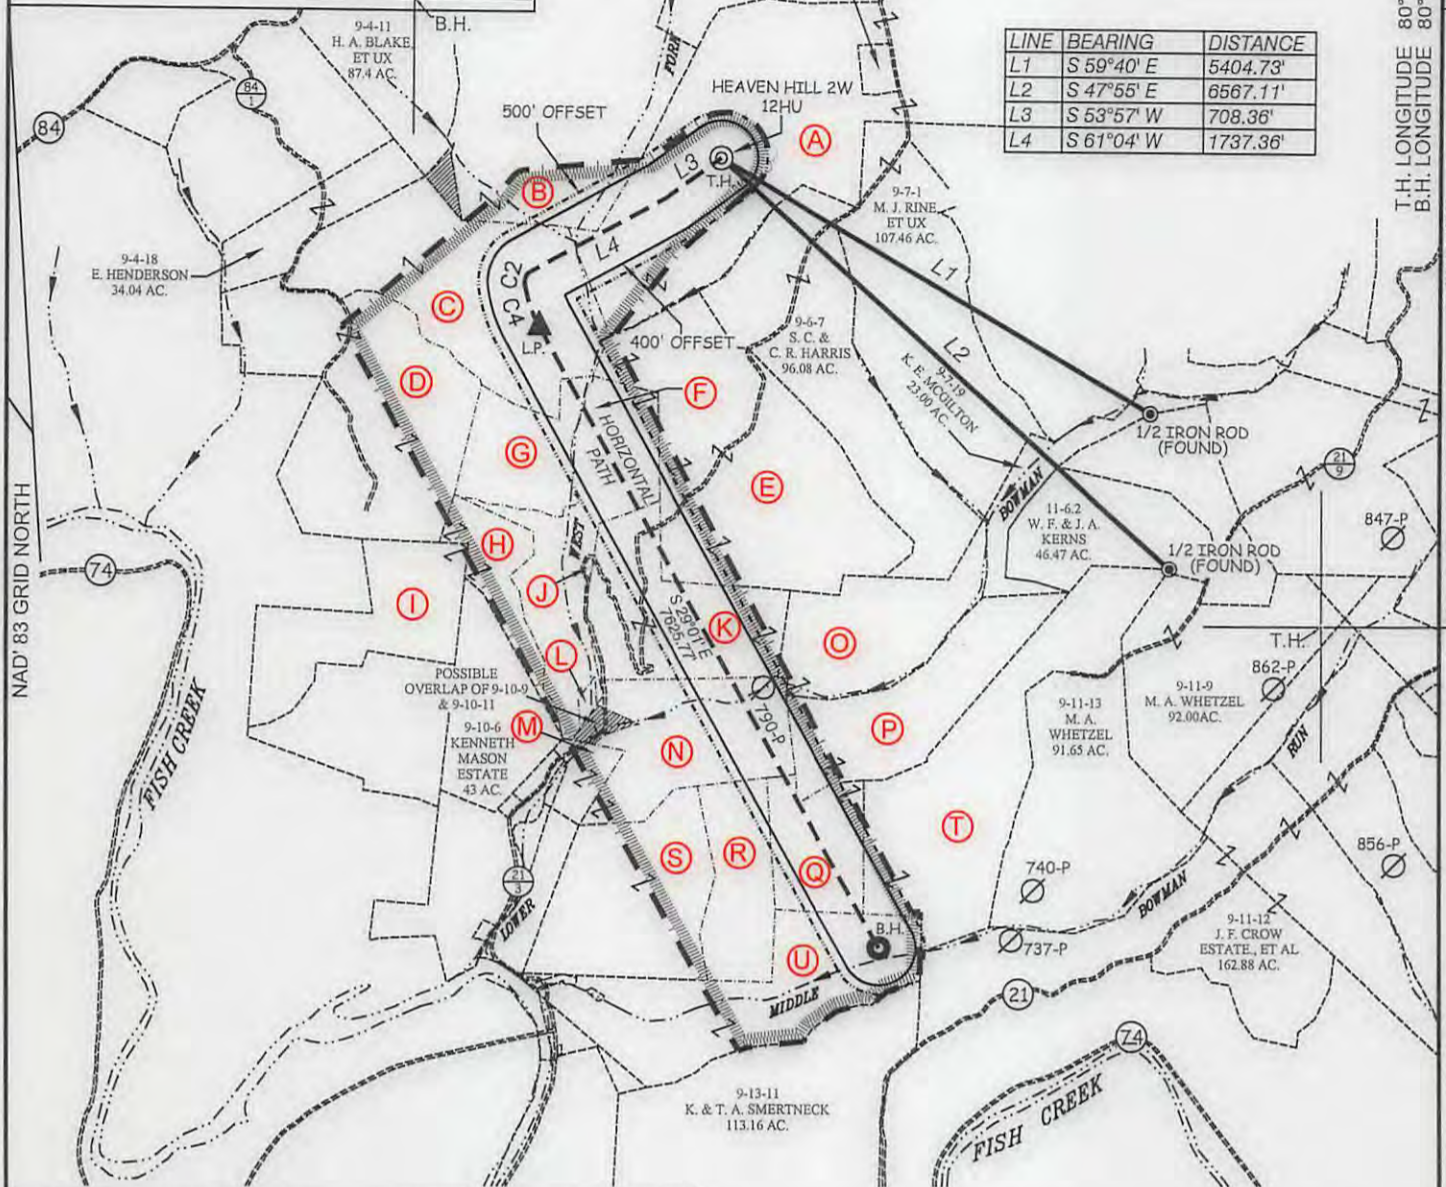 9-4-11
H. A. BLAKE
ET UX
87.4 AC.
B.H.
FORK
LINE BEARING DISTANCE
L1 S 59°40' E 5404.73'
L2 S 47°55' E 6567.11'
L3 S 53°57' W 708.36'
L4 S 61°04' W 1737.36'
T.H. LONGITUDE 80°
B.H. LONGITUDE 80°
84
84
1
500' OFFSET
HEAVEN HILL 2W
12HU
A
B
L3
T.H.
9-7-1
M. J. RINE
ET UX
107.46 AC.
9-4-18
E. HENDERSON
34.04 AC.
L4
C2
C4
C
L.P.
L1
L2
400' OFFSET
9-6-7
S. C. &
C. R. HARRIS
96.08 AC.
9-7-19
K. E. MCGILTON
23.00 AC.
D
F
HORIZONTAL
PATH
1/2 IRON ROD
(FOUND)
G
21
9
E
BOWMAN
11-6.2
W. F. & J. A.
KERNS
46.47 AC.
847-P
NAD' 83 GRID NORTH
WEST
H
1/2 IRON ROD
(FOUND)
74
J
I
S 29°01' E
7625.77'
K
O
T.H.
L
POSSIBLE
OVERLAP OF 9-10-9
& 9-10-11
862-P
9-11-9
M. A. WHETZEL
92.00AC.
9-11-13
M. A.
WHETZEL
91.65 AC.
FISH CREEK
M
9-10-6
KENNETH
MASON
ESTATE
43 AC.
790-P
N
P
RUN
T
S
R
Q
856-P
740-P
21
3
LOWER
BOWMAN
B.H.
737-P
9-11-12
J. F. CROW
ESTATE., ET AL
162.88 AC.
U
MIDDLE
21
74
9-13-11
K. & T. A. SMERTNECK
113.16 AC.
FISH CREEK